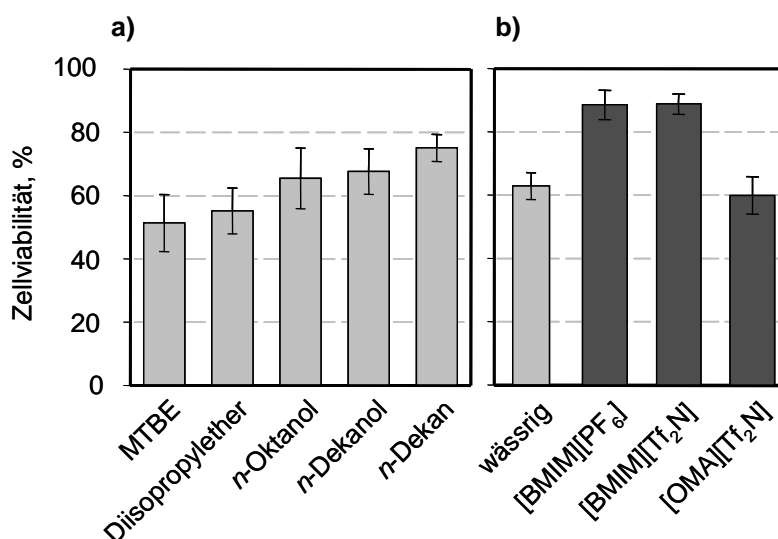 a)
b)
Zellviabilität, %
100
80
60
40
20
0
MTBE
Diisopropylether
n-Oktanol
n-Dekanol
n-Dekan
wässrig
[BMIM][PF6]
[BMIM][Tf2N]
[OMA][Tf2N]